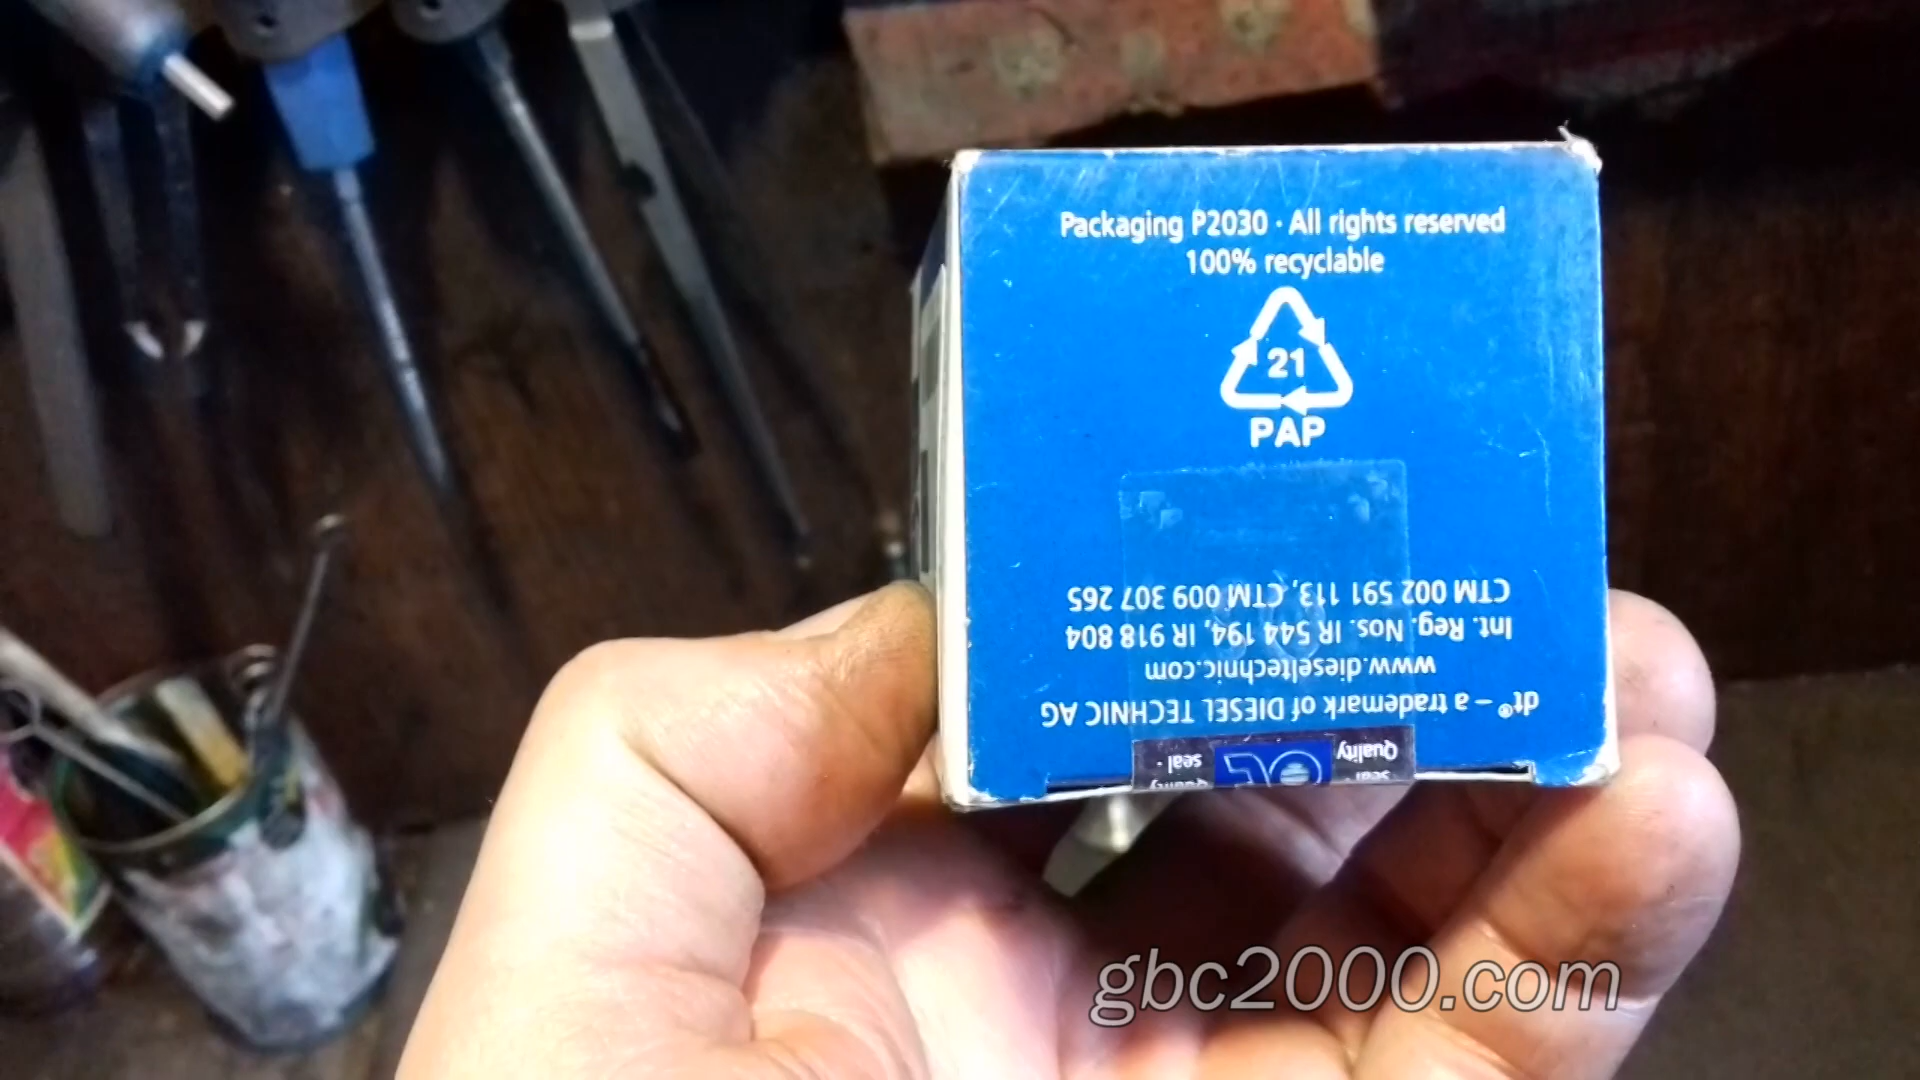 Packaging P2030 · All rights reserved
100% recyclable
21
PAP
dt® – a trademark of DIESEL TECHNIC AG
www.dieseltechnic.com
Int. Reg. Nos. IR 544 194, IR 918 804
CTM 002 591 113, CTM 009 307 265
Quality
seal ·
Quality
seal ·
gbc2000.com